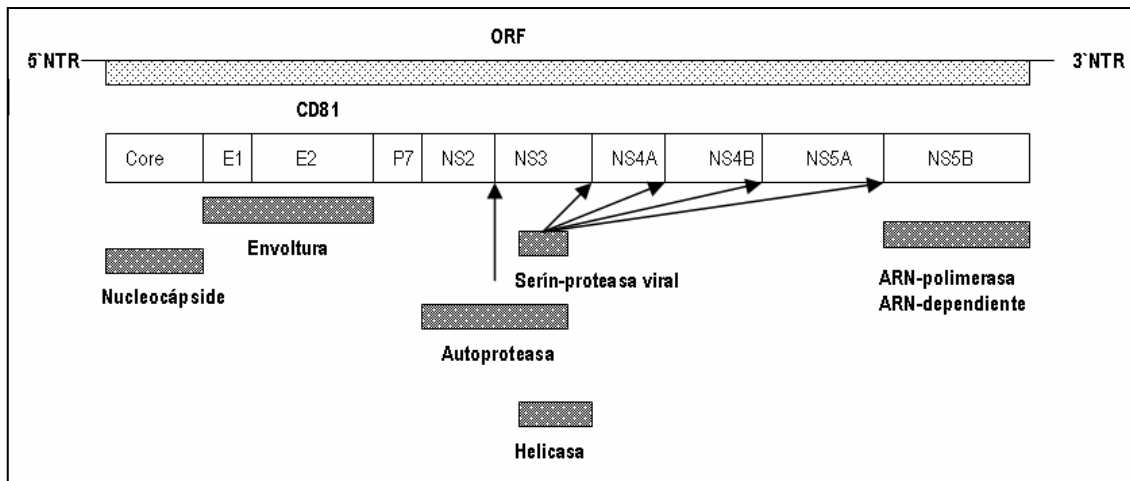 ORF
5`NTR
3`NTR
CD81
Core E1 E2 P7 NS2 NS3 NS4A NS4B NS5A NS5B
Envoltura
Serín-proteasa viral
ARN-polimerasa
ARN-dependiente
Nucleocápside
Autoproteasa
Helicasa